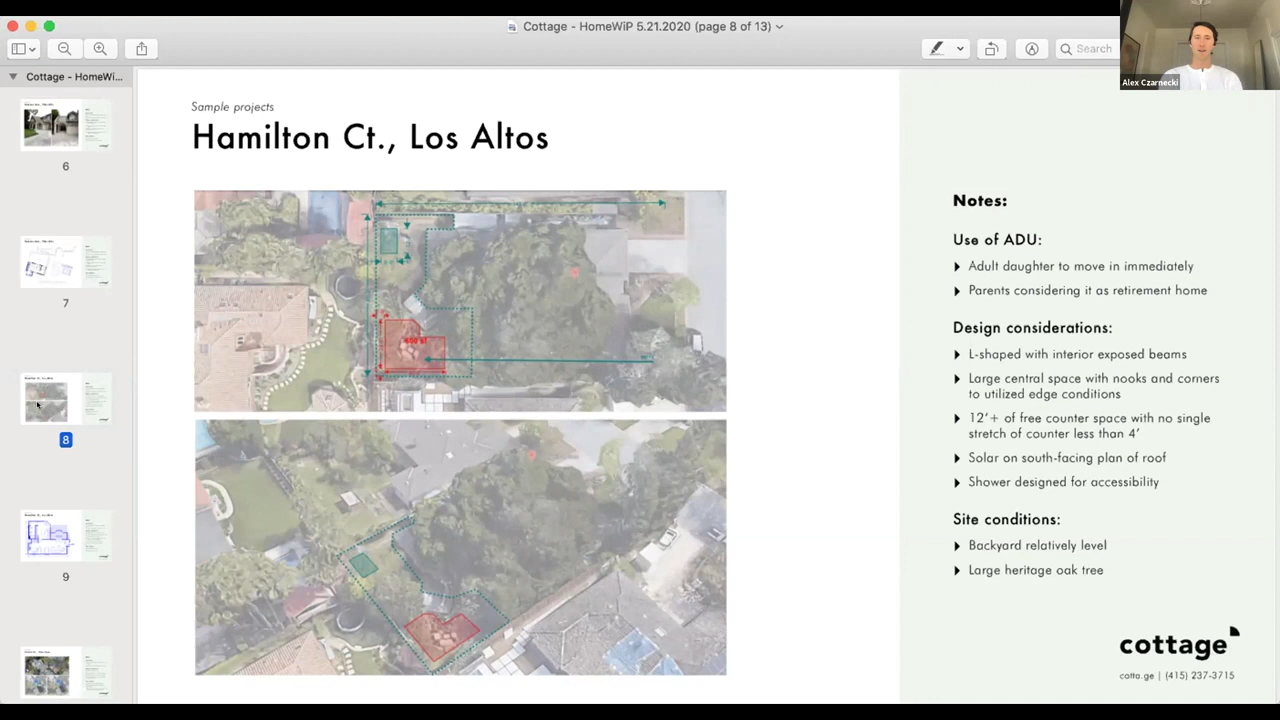 Cottage - HomeWiP 5.21.2020 (page 8 of 13)
Search
Alex Czarnecki
Cottage - HomeWi...
6
7
8
9
Sample projects
Hamilton Ct., Los Altos
Notes:
Use of ADU:
Adult daughter to move in immediately
Parents considering it as retirement home
Design considerations:
L-shaped with interior exposed beams
Large central space with nooks and corners
to utilized edge conditions
12'+ of free counter space with no single
stretch of counter less than 4'
Solar on south-facing plan of roof
Shower designed for accessibility
Site conditions:
Backyard relatively level
Large heritage oak tree
cottage
cotta.ge | (415) 237-3715